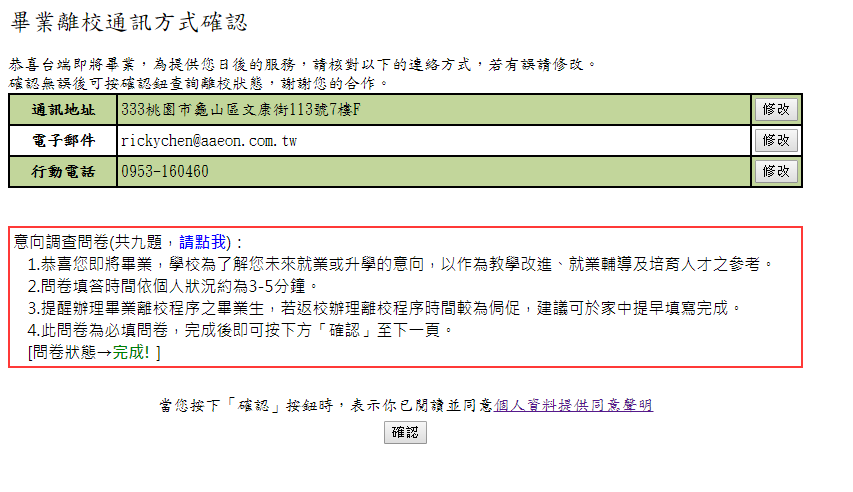 畢業離校通訊方式確認
恭喜台端即將畢業，為提供您日後的服務，請核對以下的連絡方式，若有誤請修改。
確認無誤後可按確認鈕查詢離校狀態，謝謝您的合作。
通訊地址 333桃園市龜山區文康街113號7樓F 修改
電子郵件 rickychen@aaeon.com.tw 修改
行動電話 0953-160460 修改
意向調查問卷(共九題，請點我)：
1.恭喜您即將畢業，學校為了解您未來就業或升學的意向，以作為教學改進、就業輔導及培育人才之參考。
2.問卷填答時間依個人狀況約為3-5分鐘。
3.提醒辦理畢業離校程序之畢業生，若返校辦理離校程序時間較為侷促，建議可於家中提早填寫完成。
4.此問卷為必填問卷，完成後即可按下方「確認」至下一頁。
[問卷狀態→完成! ]
當您按下「確認」按鈕時，表示你已閱讀並同意個人資料提供同意聲明
確認